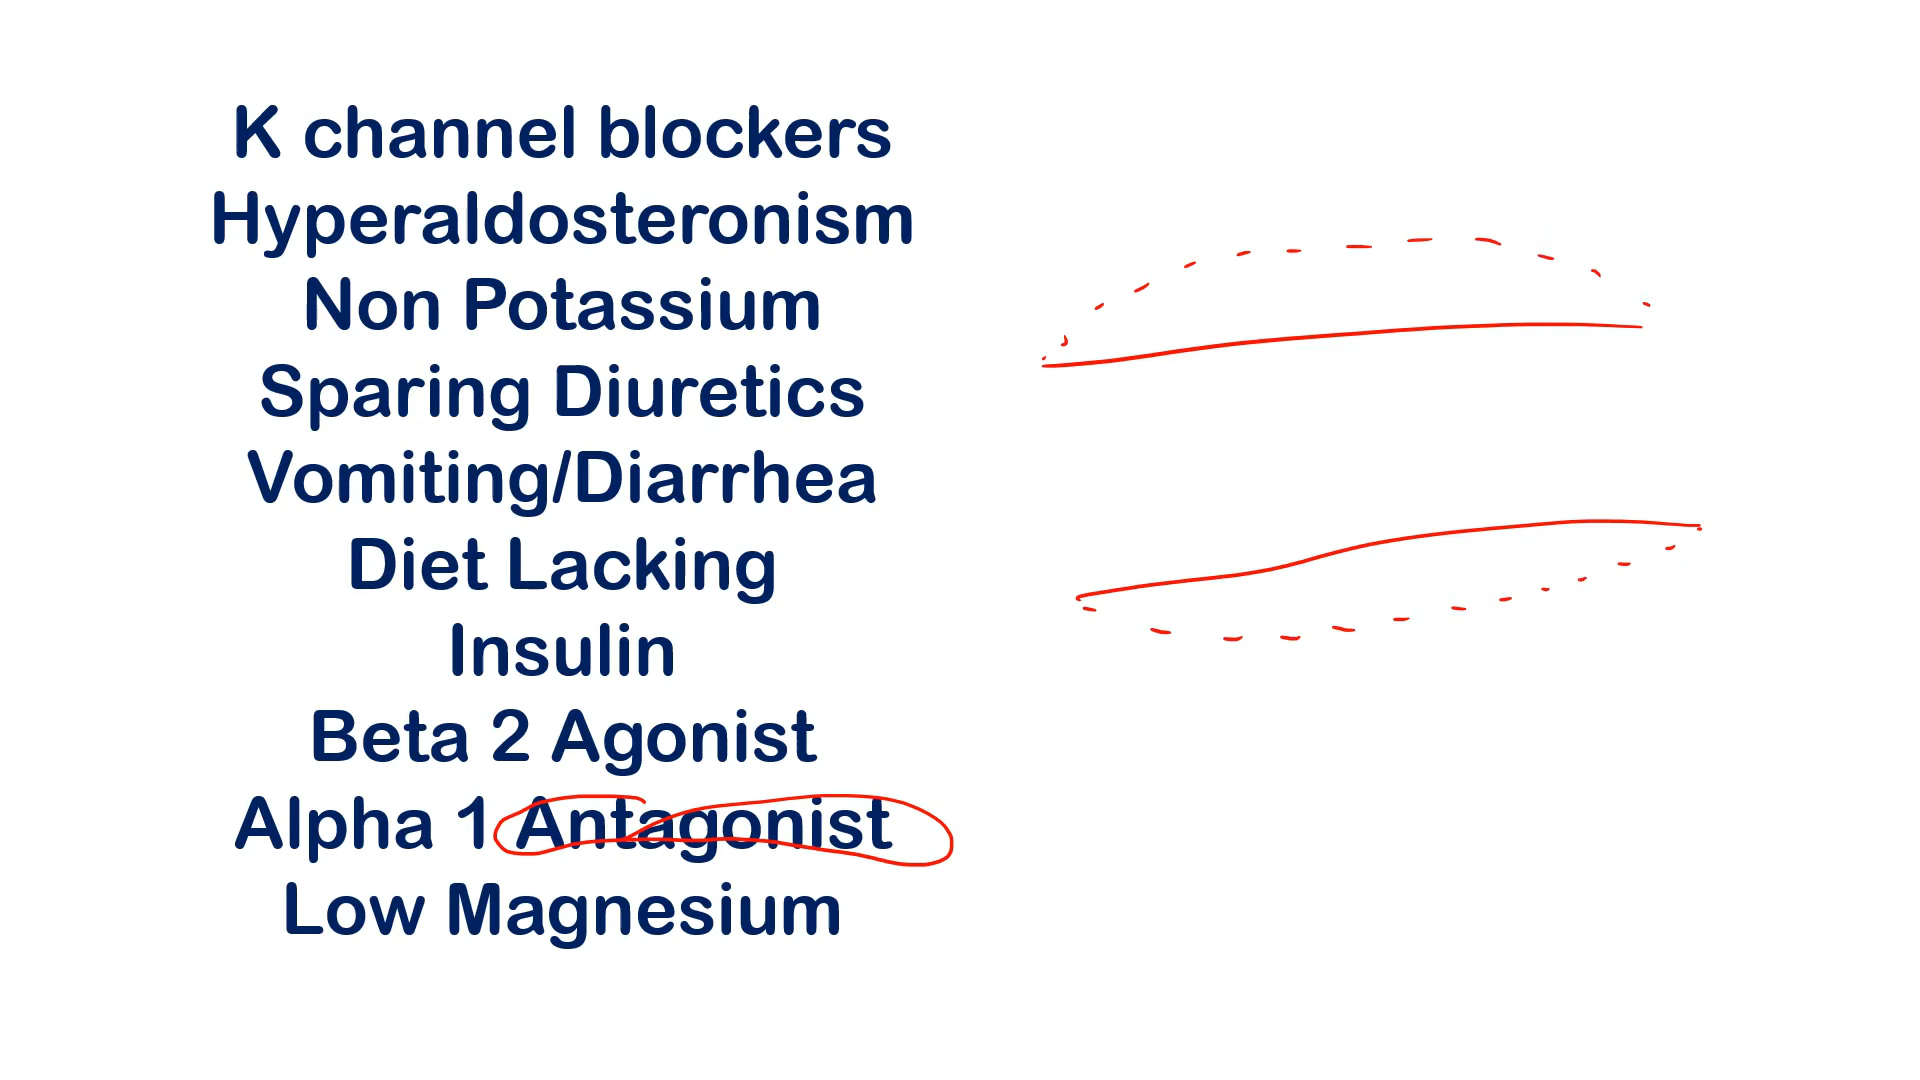 K channel blockers
Hyperaldosteronism
Non Potassium
Sparing Diuretics
Vomiting/Diarrhea
Diet Lacking
Insulin
Beta 2 Agonist
Alpha 1 Antagonist
Low Magnesium